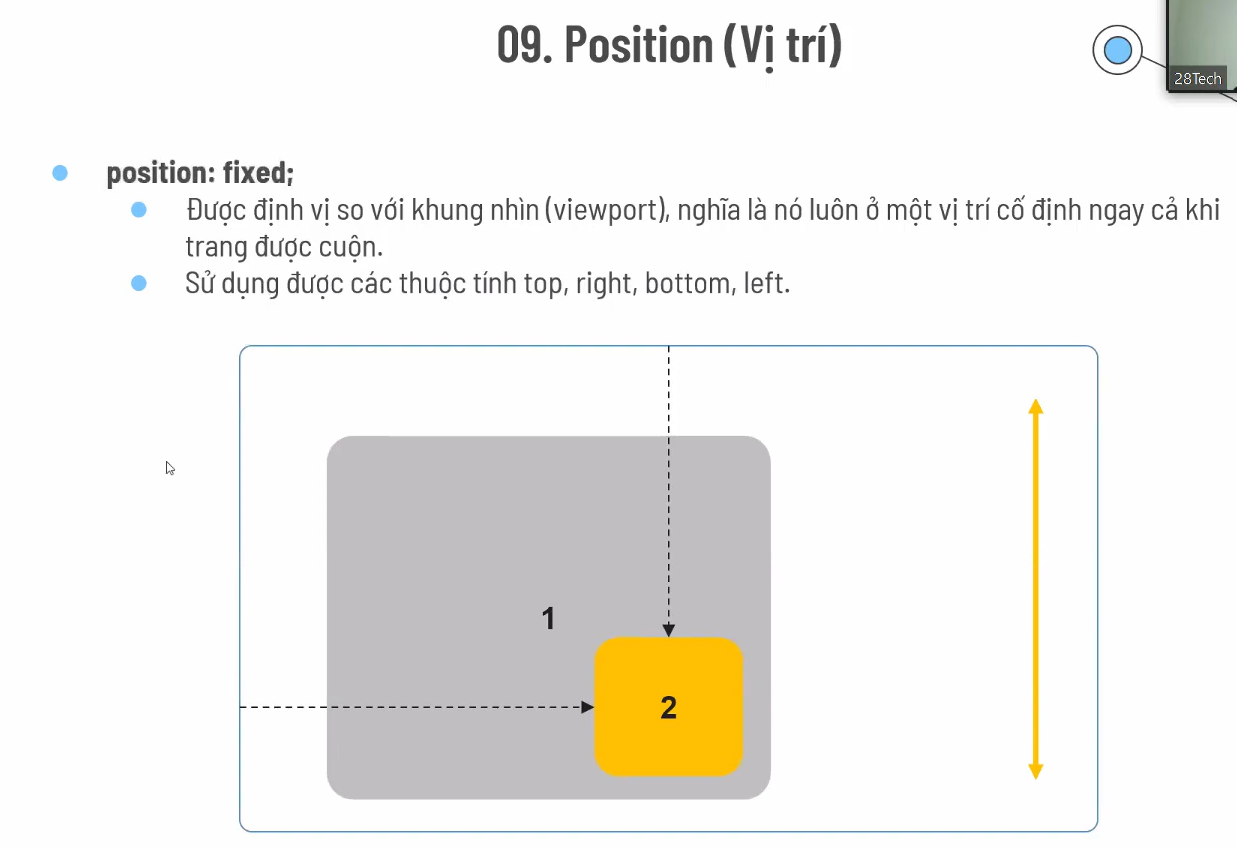 09. Position (Vị trí)
28Tech
position: fixed;
Được định vị so với khung nhìn (viewport), nghĩa là nó luôn ở một vị trí cố định ngay cả khi
trang được cuộn.
Sử dụng được các thuộc tính top, right, bottom, left.
1
2